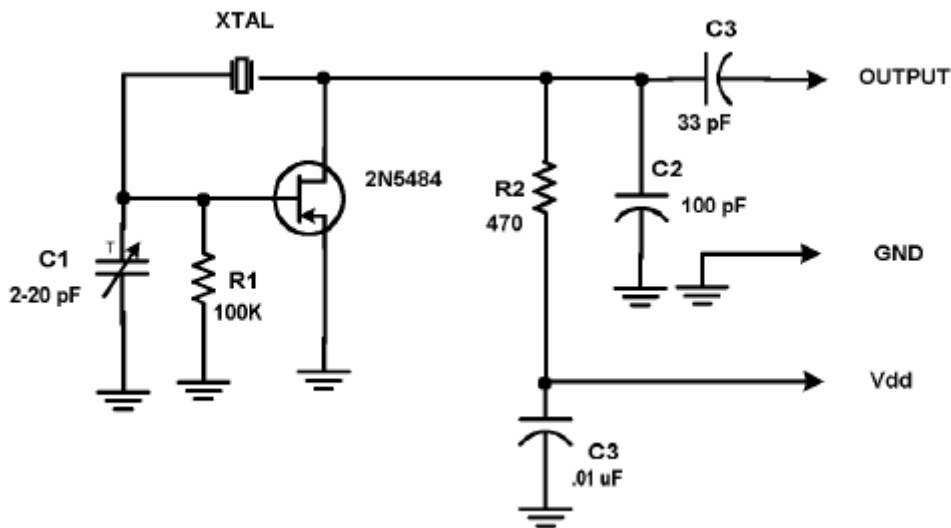 XTAL
C3
OUTPUT
33 pF
2N5484
C2
R2
100 pF
470
T
C1
R1
GND
2-20 pF
100K
Vdd
C3
.01 uF